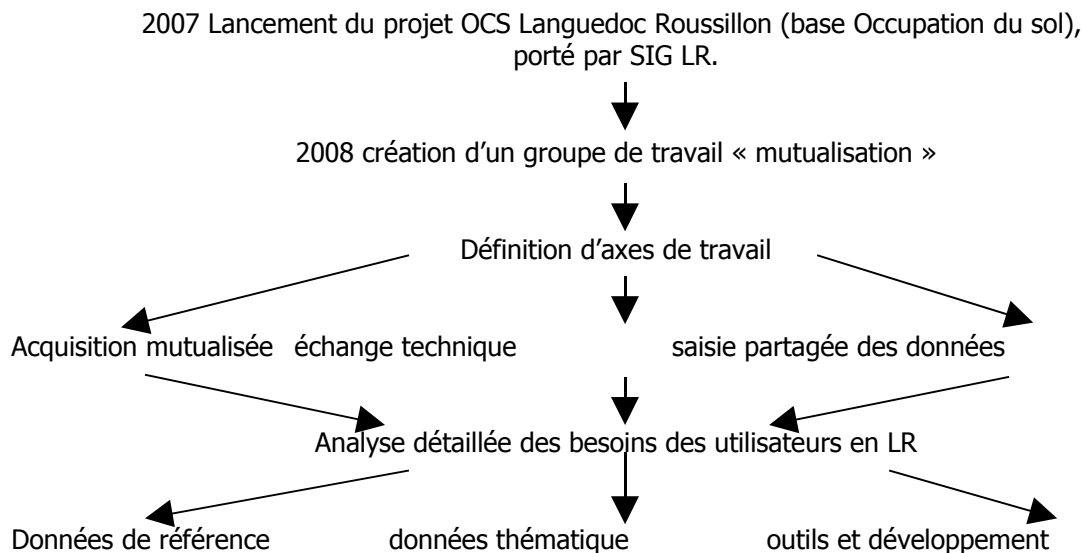 2007 Lancement du projet OCS Languedoc Roussillon (base Occupation du sol),
porté par SIG LR.
2008 création d’un groupe de travail « mutualisation »
Définition d’axes de travail
Acquisition mutualisée échange technique saisie partagée des données
Analyse détaillée des besoins des utilisateurs en LR
Données de référence données thématique outils et développement